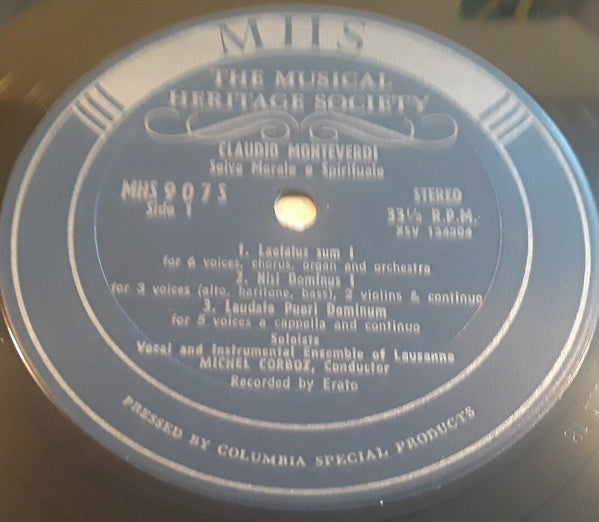 MHS
THE MUSICAL
HERITAGE SOCIETY
CLAUDIO MONTEVERDI
Selva Morale e Spirituale
MHS 907S
Side 1
STEREO
33⅓ R.P.M.
XSV 134304
1. Laetatus sum I
for 6 voices, chorus, organ and orchestra
2. Nisi Dominus I
for 3 voices (alto, baritone, bass), 2 violins & continuo
3. Laudate Pueri Dominum
for 5 voices a cappella and continuo
Soloists
Vocal and Instrumental Ensemble of Lausanne
MICHEL CORBOZ, Conductor
Recorded by Erato
PRESSED BY COLUMBIA SPECIAL PRODUCTS